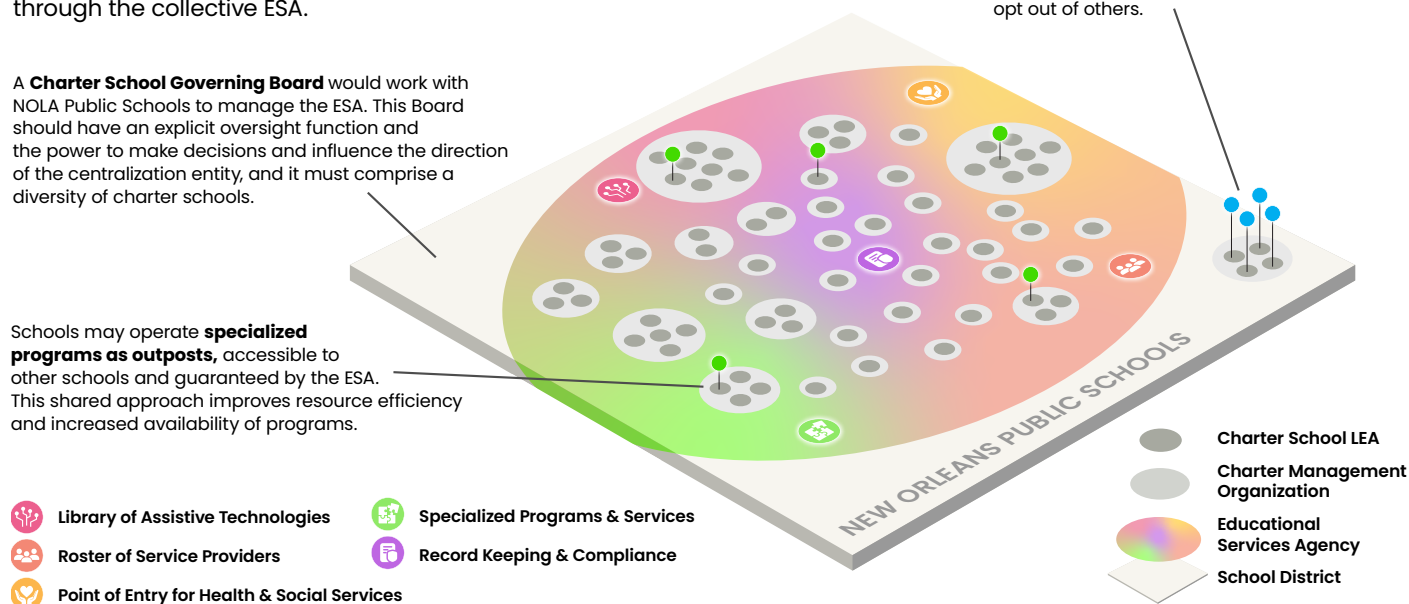 through the collective ESA.
opt out of others.
A Charter School Governing Board would work with
NOLA Public Schools to manage the ESA. This Board
should have an explicit oversight function and
the power to make decisions and influence the direction
of the centralization entity, and it must comprise a
diversity of charter schools.
Schools may operate specialized
programs as outposts, accessible to
other schools and guaranteed by the ESA.
This shared approach improves resource efficiency
and increased availability of programs.
NEW ORLEANS PUBLIC SCHOOLS
Library of Assistive Technologies
Roster of Service Providers
Point of Entry for Health & Social Services
Specialized Programs & Services
Record Keeping & Compliance
Charter School LEA
Charter Management
Organization
Educational
Services Agency
School District